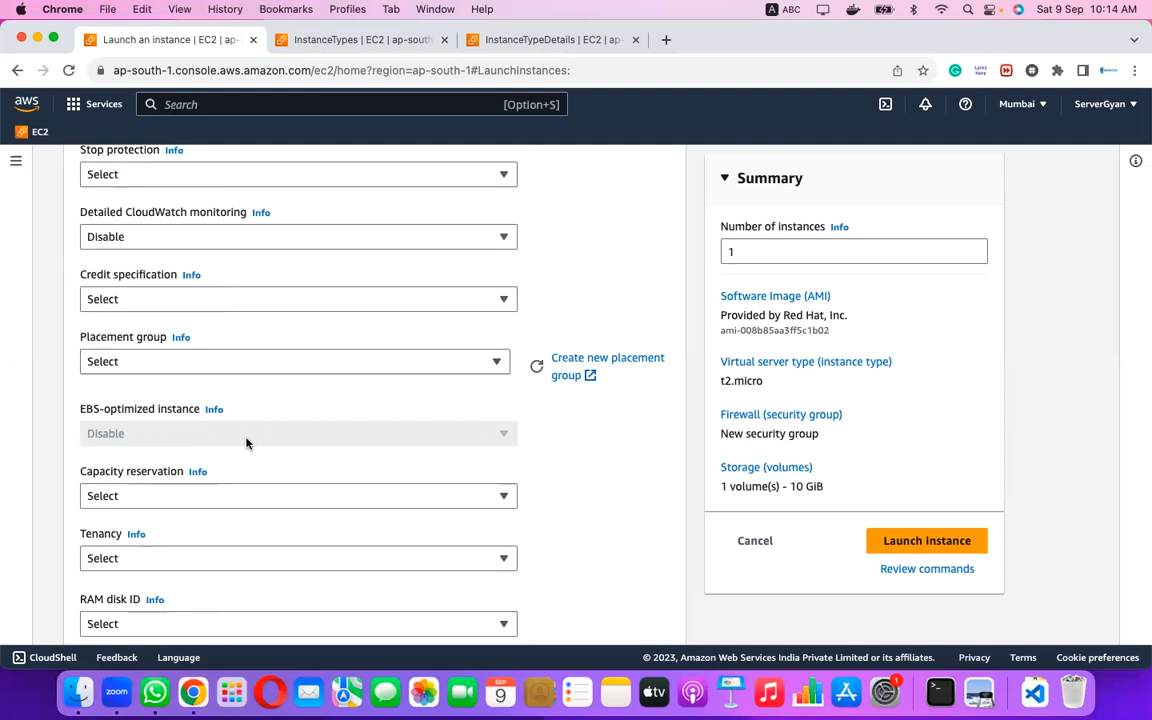 Chrome File Edit View History Bookmarks Profiles Tab Window Help A ABC Sat 9 Sep 10:14 AM
Launch an instance | EC2 | ap- InstanceTypes | EC2 | ap-south InstanceTypeDetails | EC2 | ap-
ap-south-1.console.aws.amazon.com/ec2/home?region=ap-south-1#LaunchInstances:
aws Services Search [Option+S] Mumbai ServerGyan
EC2
Stop protection Info
Select
Detailed CloudWatch monitoring Info
Disable
Credit specification Info
Select
Placement group Info
Select
Create new placement
group
EBS-optimized instance Info
Disable
Capacity reservation Info
Select
Tenancy Info
Select
RAM disk ID Info
Select
Summary
Number of instances Info
1
Software Image (AMI)
Provided by Red Hat, Inc.
ami-008b85aa3ff5c1b02
Virtual server type (instance type)
t2.micro
Firewall (security group)
New security group
Storage (volumes)
1 volume(s) - 10 GiB
Cancel Launch instance
Review commands
CloudShell Feedback Language © 2023, Amazon Web Services India Private Limited or its affiliates. Privacy Terms Cookie preferences
zoom SEP 9 tv 1